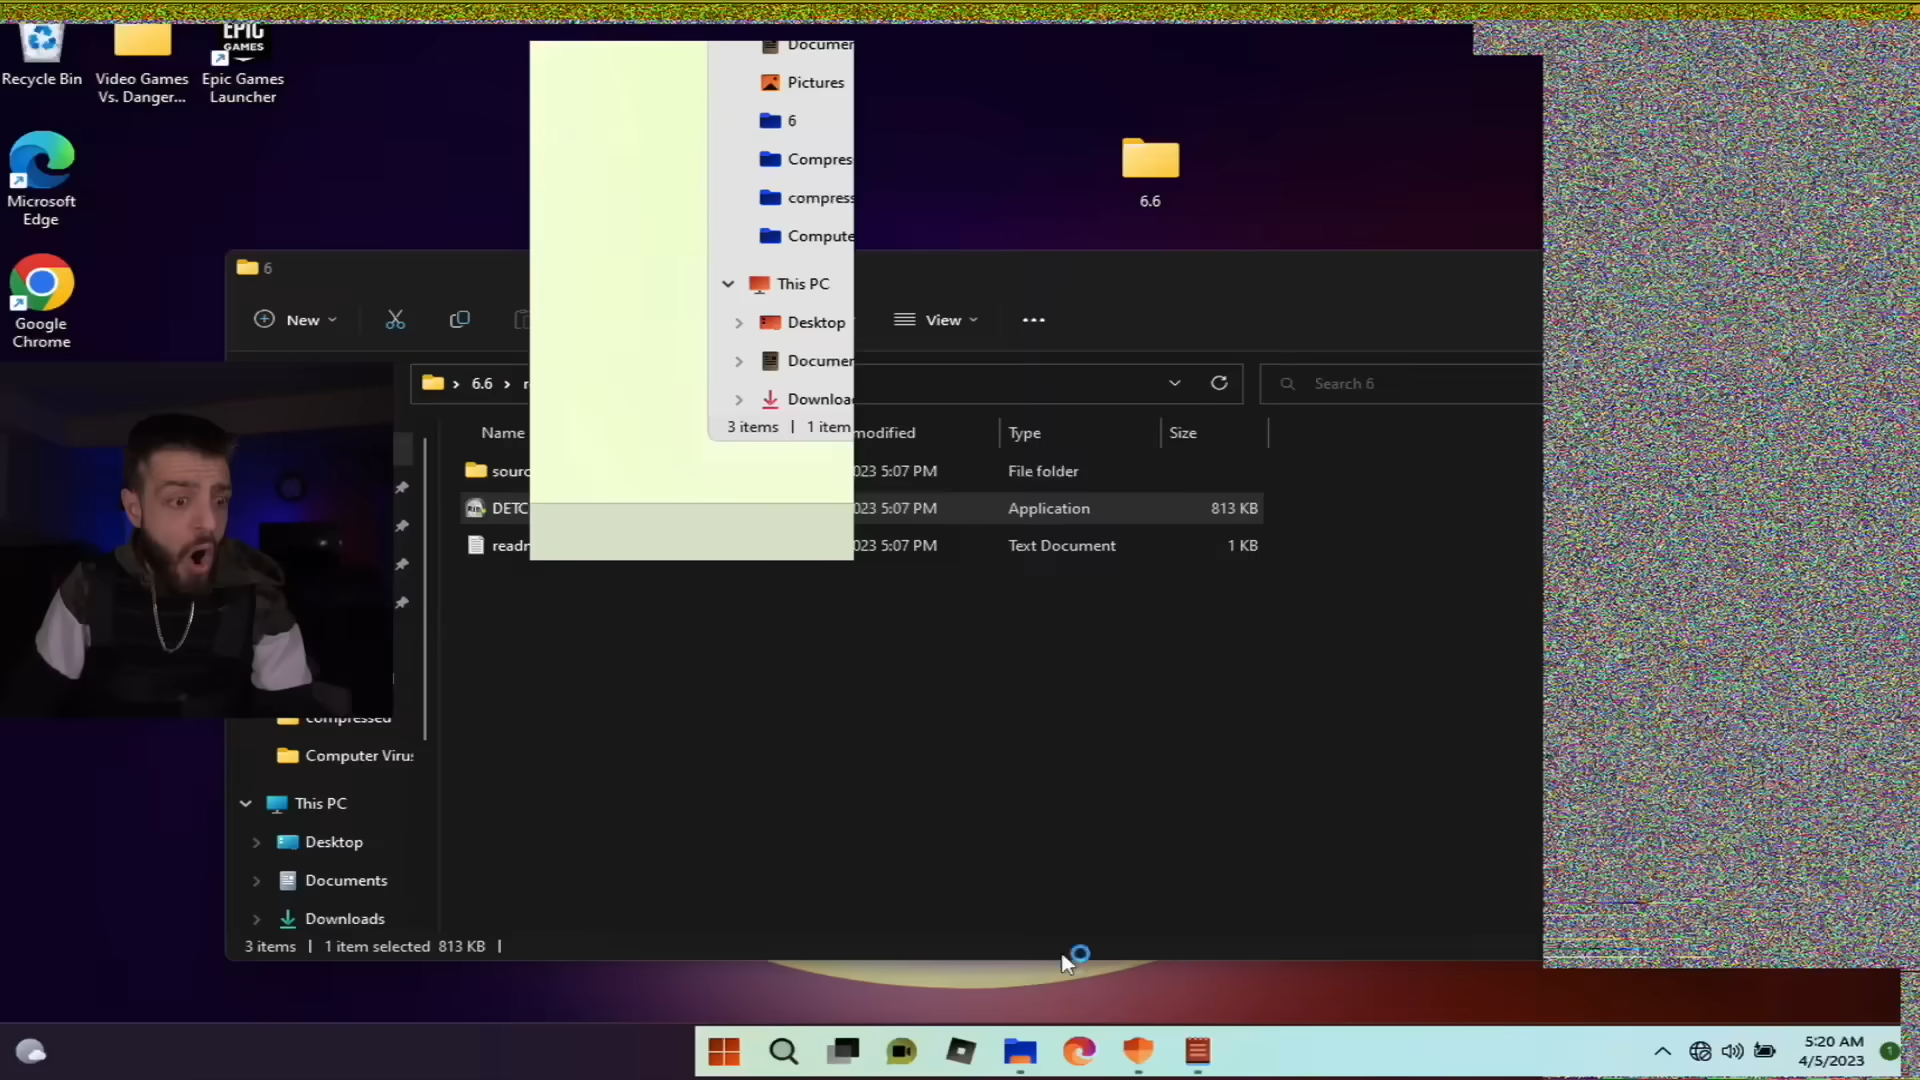 EPIC
GAMES
Recycle Bin
Video Games
Vs. Danger...
Epic Games
Launcher
Microsoft
Edge
Google
Chrome
6.6
Documer
Pictures
6
Compres
compress
Compute
This PC
Desktop
Documer
Downloa
3 items | 1 item
6
New
View
6.6
Search 6
Name
modified
Type
Size
sourc
023 5:07 PM
File folder
DETC
023 5:07 PM
Application
813 KB
readr
023 5:07 PM
Text Document
1 KB
compressed
Computer Virus
This PC
Desktop
Documents
Downloads
3 items | 1 item selected 813 KB |
5:20 AM
4/5/2023
1